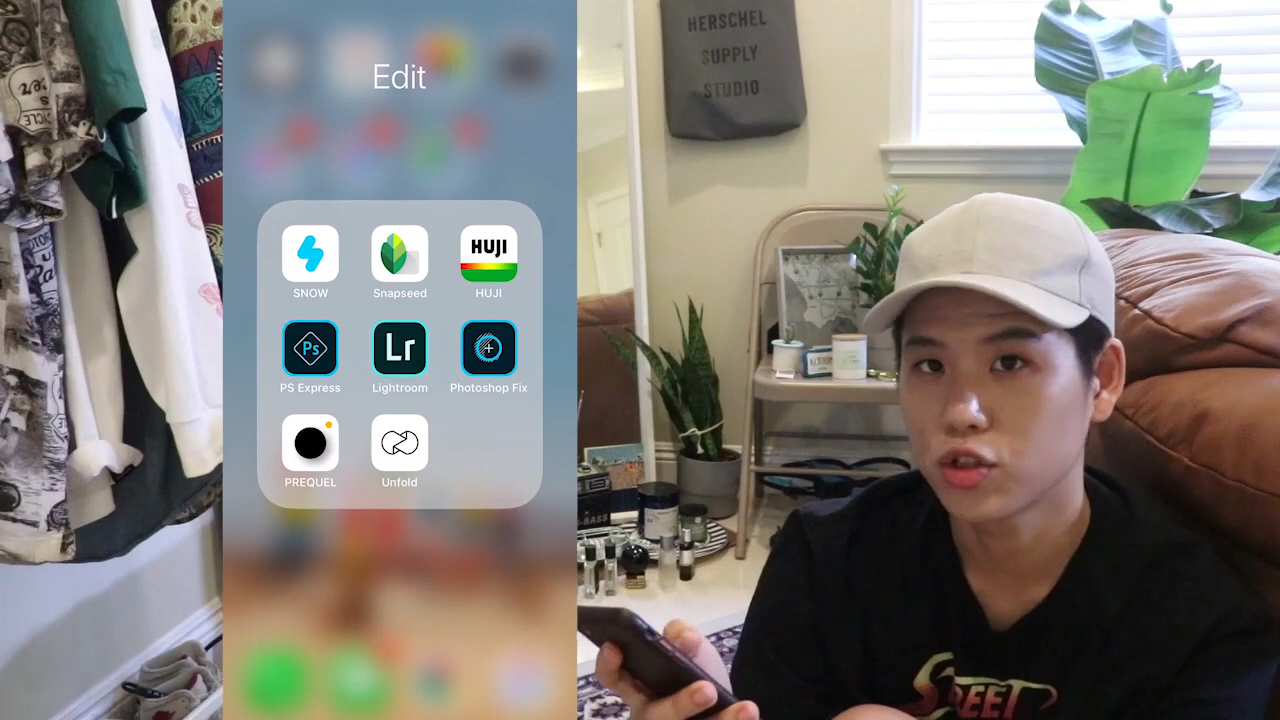 Edit
SNOW
Snapseed
HUJI
HUJI
Ps
Lr
PS Express
Lightroom
Photoshop Fix
PREQUEL
Unfold
HERSCHEL
SUPPLY
STUDIO
STREET